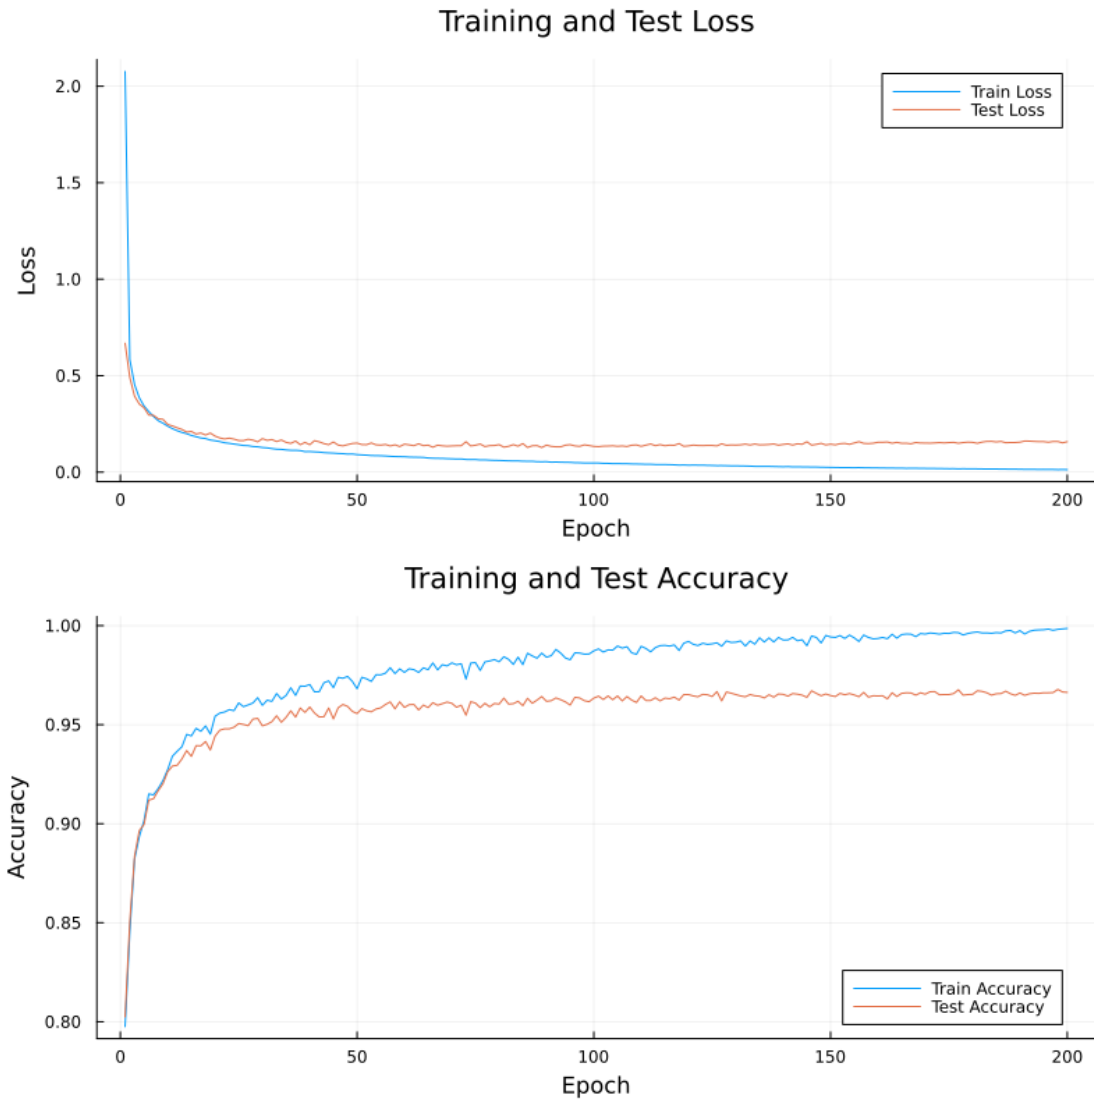 Training and Test Loss
2.0
1.5
1.0
0.5
0.0
Loss
Train Loss
Test Loss
0 50 100 150 200
Epoch
Training and Test Accuracy
1.00
0.95
0.90
0.85
0.80
Accuracy
Train Accuracy
Test Accuracy
0 50 100 150 200
Epoch